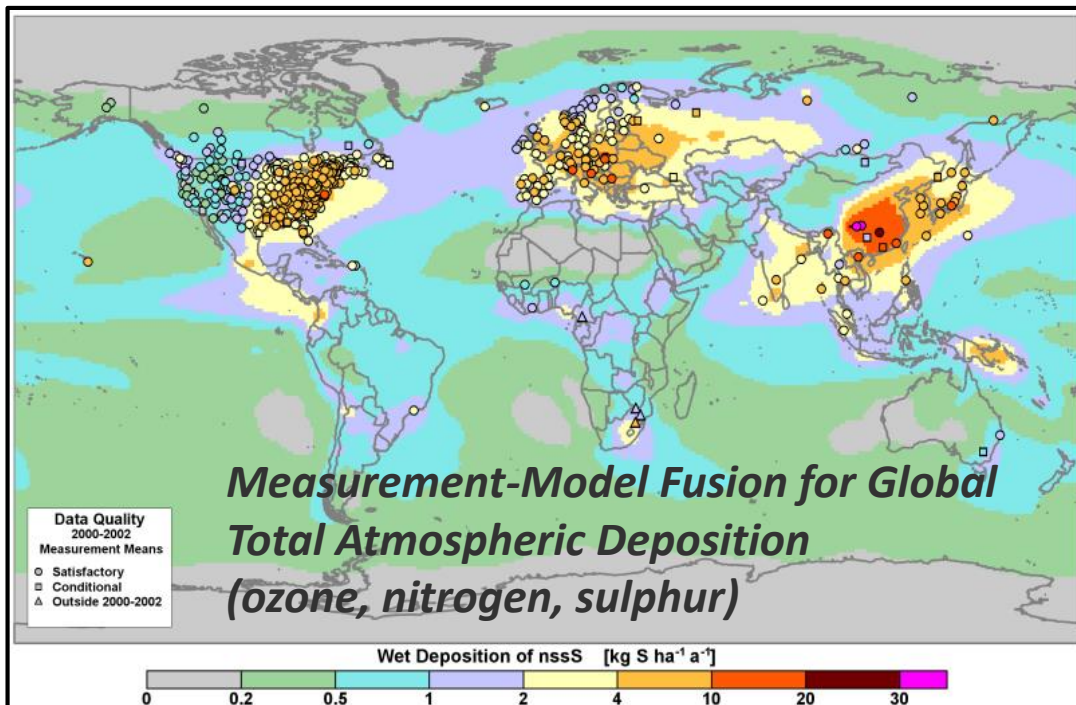 Measurement-Model Fusion for Global
Total Atmospheric Deposition
(ozone, nitrogen, sulphur)
Data Quality
2000-2002
Measurement Means
Satisfactory
Conditional
Outside 2000-2002
Wet Deposition of nssS [kg S ha⁻¹ a⁻¹]
0 0.2 0.5 1 2 4 10 20 30